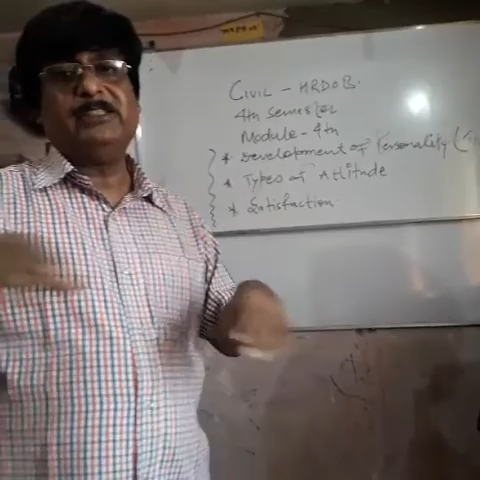 Civil - HRDOB.
4th semester
Module - 4th
* Development of Personality (
* Types of Attitude
* Satisfaction